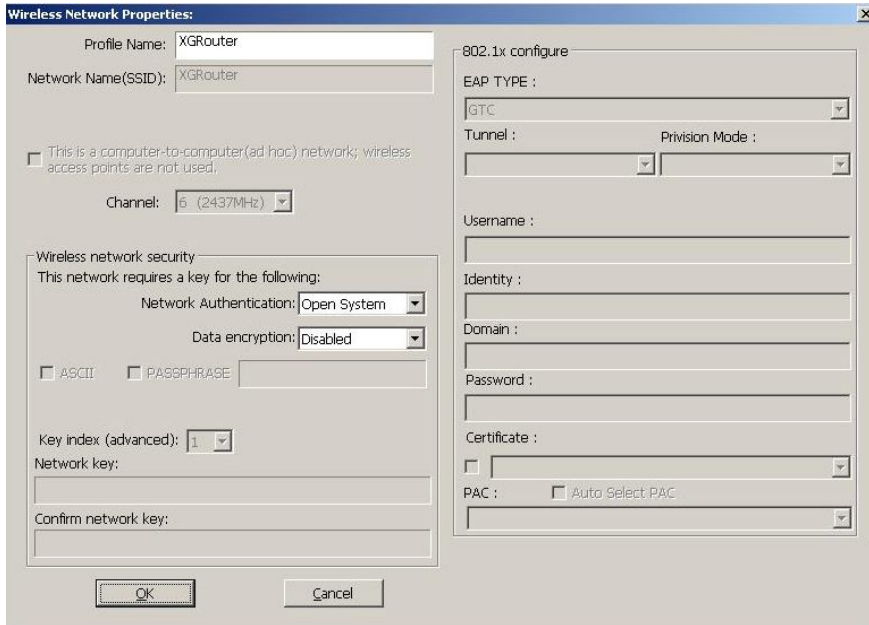 Wireless Network Properties:
Profile Name: XGRouter
Network Name(SSID): XGRouter
This is a computer-to-computer(ad hoc) network; wireless
access points are not used.
Channel: 6 (2437MHz)
Wireless network security
This network requires a key for the following:
Network Authentication: Open System
Data encryption: Disabled
ASCII PASSPHRASE
Key index (advanced): 1
Network key:
Confirm network key:
OK Cancel
802.1x configure
EAP TYPE :
GTC
Tunnel : Privision Mode :
Username :
Identity :
Domain :
Password :
Certificate :
PAC : Auto Select PAC